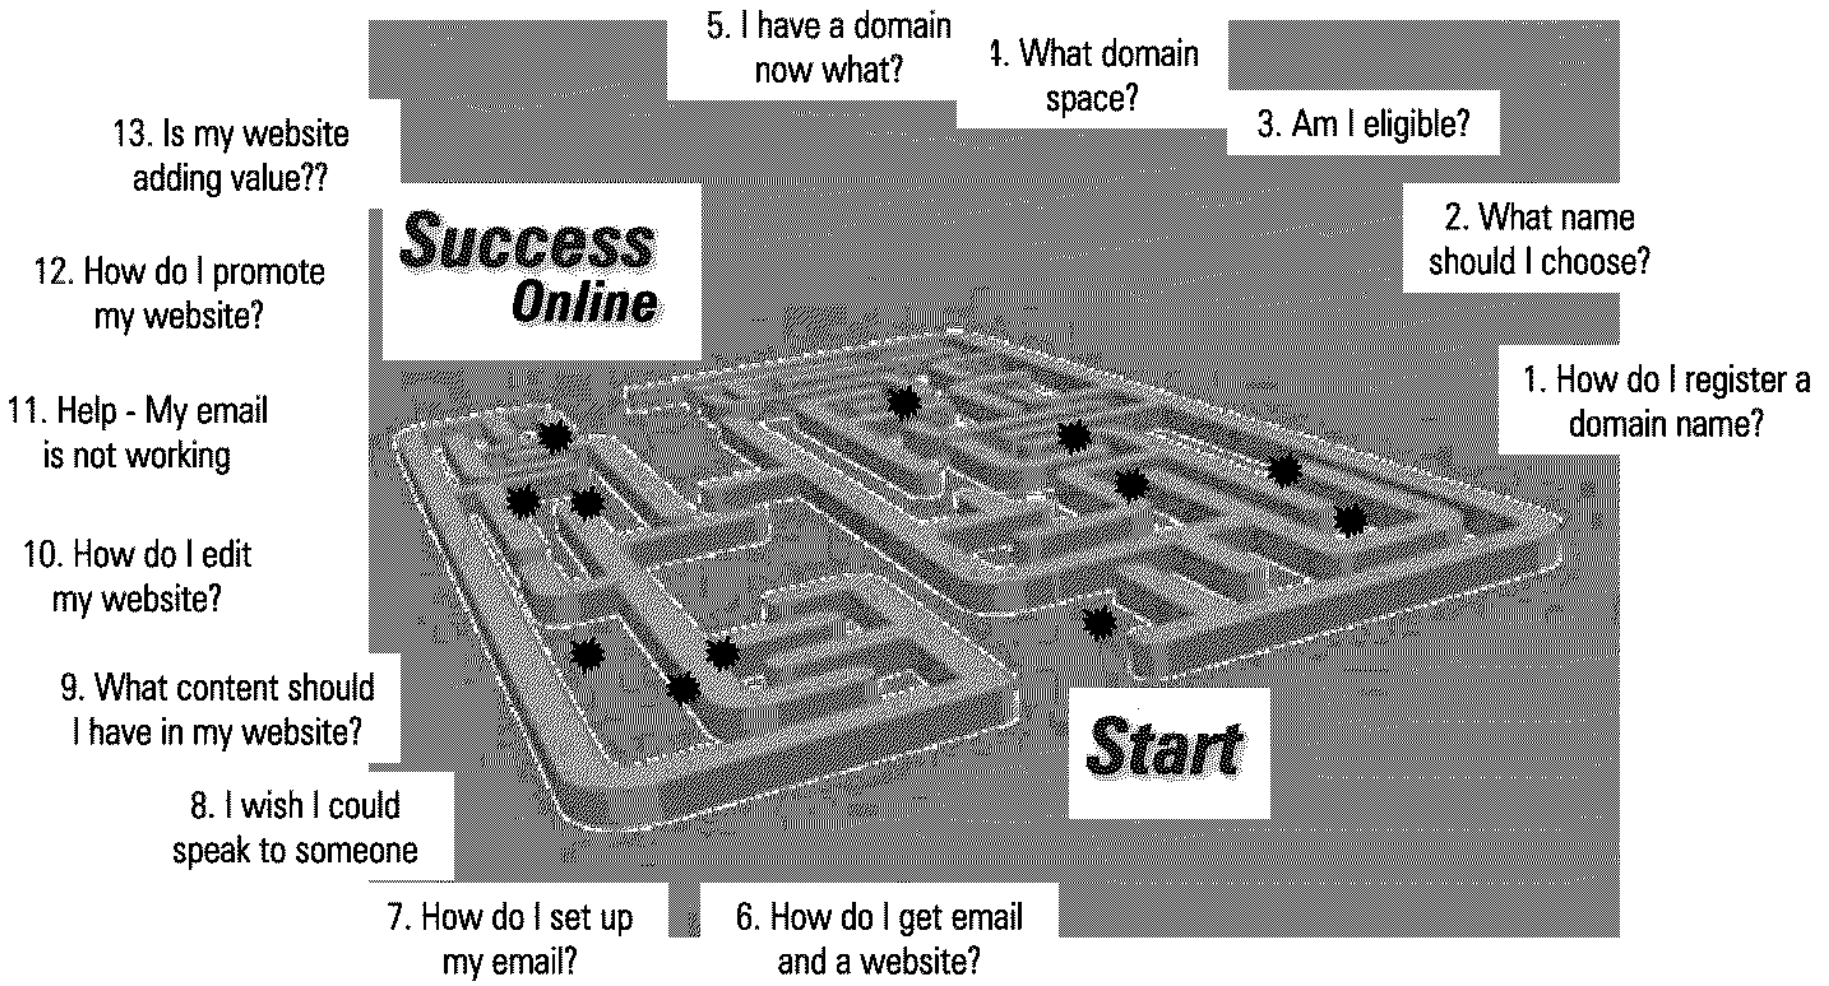 5. I have a domain
now what?
4. What domain
space?
3. Am I eligible?
13. Is my website
adding value??
2. What name
should I choose?
Success
Online
12. How do I promote
my website?
1. How do I register a
domain name?
11. Help - My email
is not working
10. How do I edit
my website?
9. What content should
I have in my website?
Start
8. I wish I could
speak to someone
7. How do I set up
my email?
6. How do I get email
and a website?